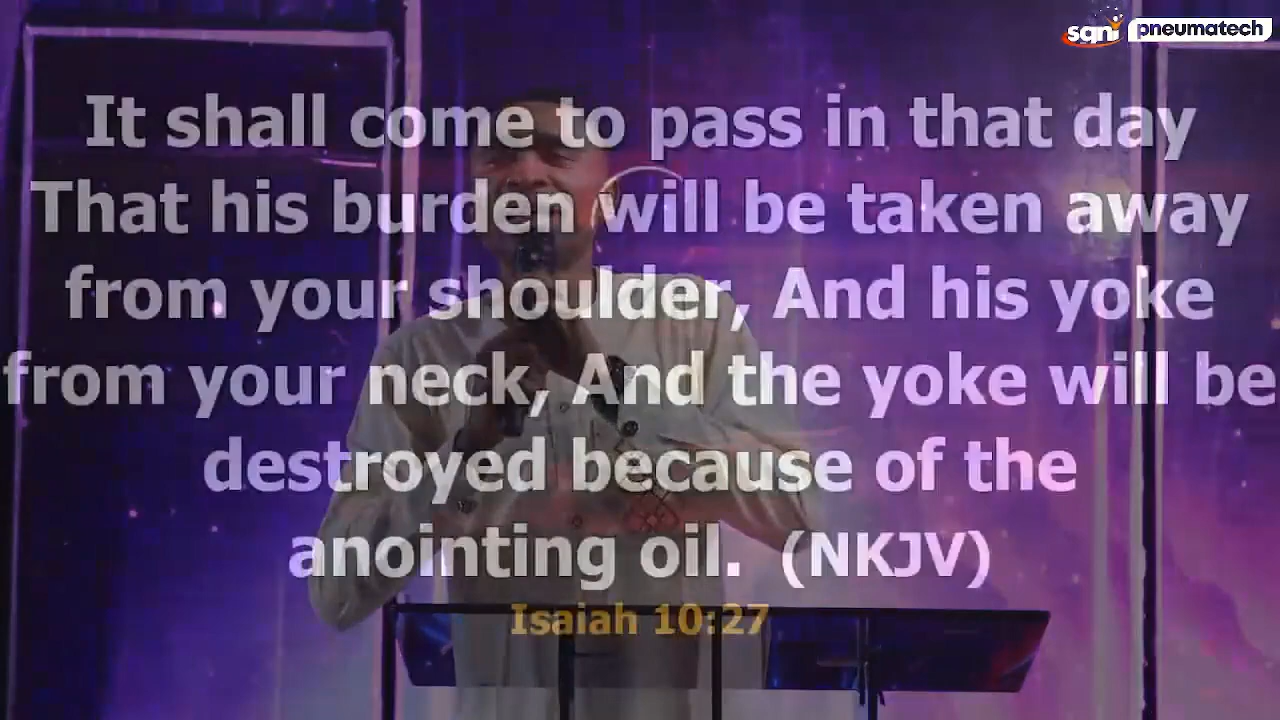 sgni pneumatech
It shall come to pass in that day
That his burden will be taken away
from your shoulder, And his yoke
from your neck, And the yoke will be
destroyed because of the
anointing oil. (NKJV)
Isaiah 10:27